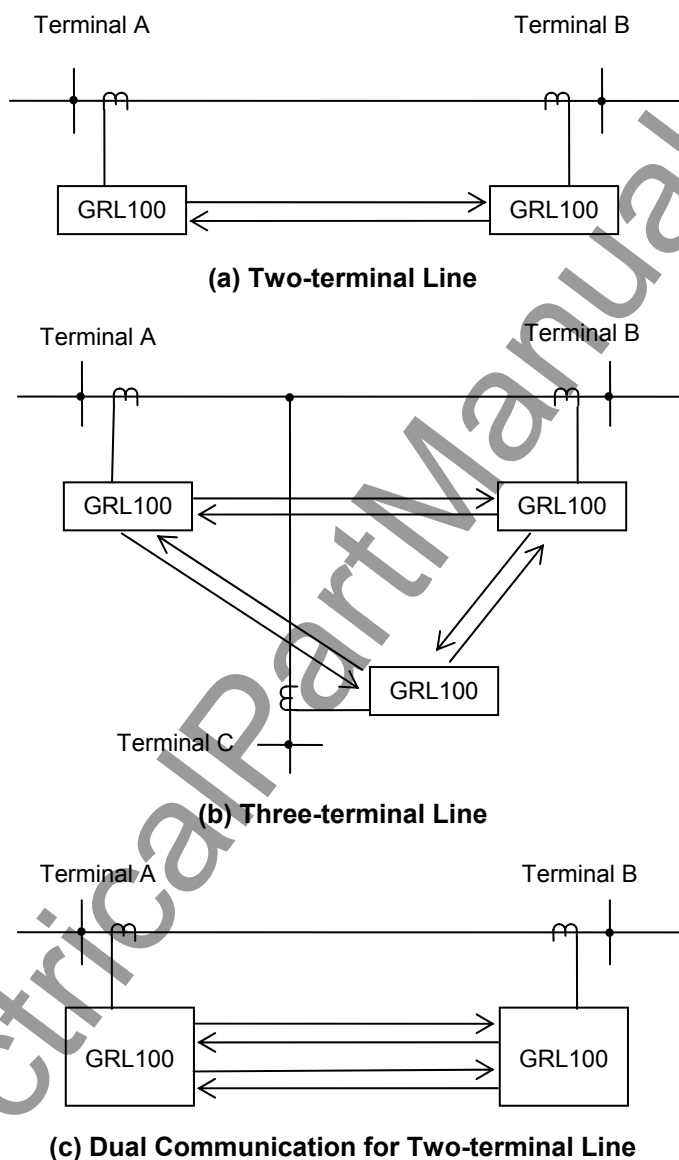 Terminal A
Terminal B
GRL100
GRL100
(a) Two-terminal Line
Terminal A
Terminal B
GRL100
GRL100
GRL100
Terminal C
(b) Three-terminal Line
Terminal A
Terminal B
GRL100
GRL100
(c) Dual Communication for Two-terminal Line
ctricalPartManual